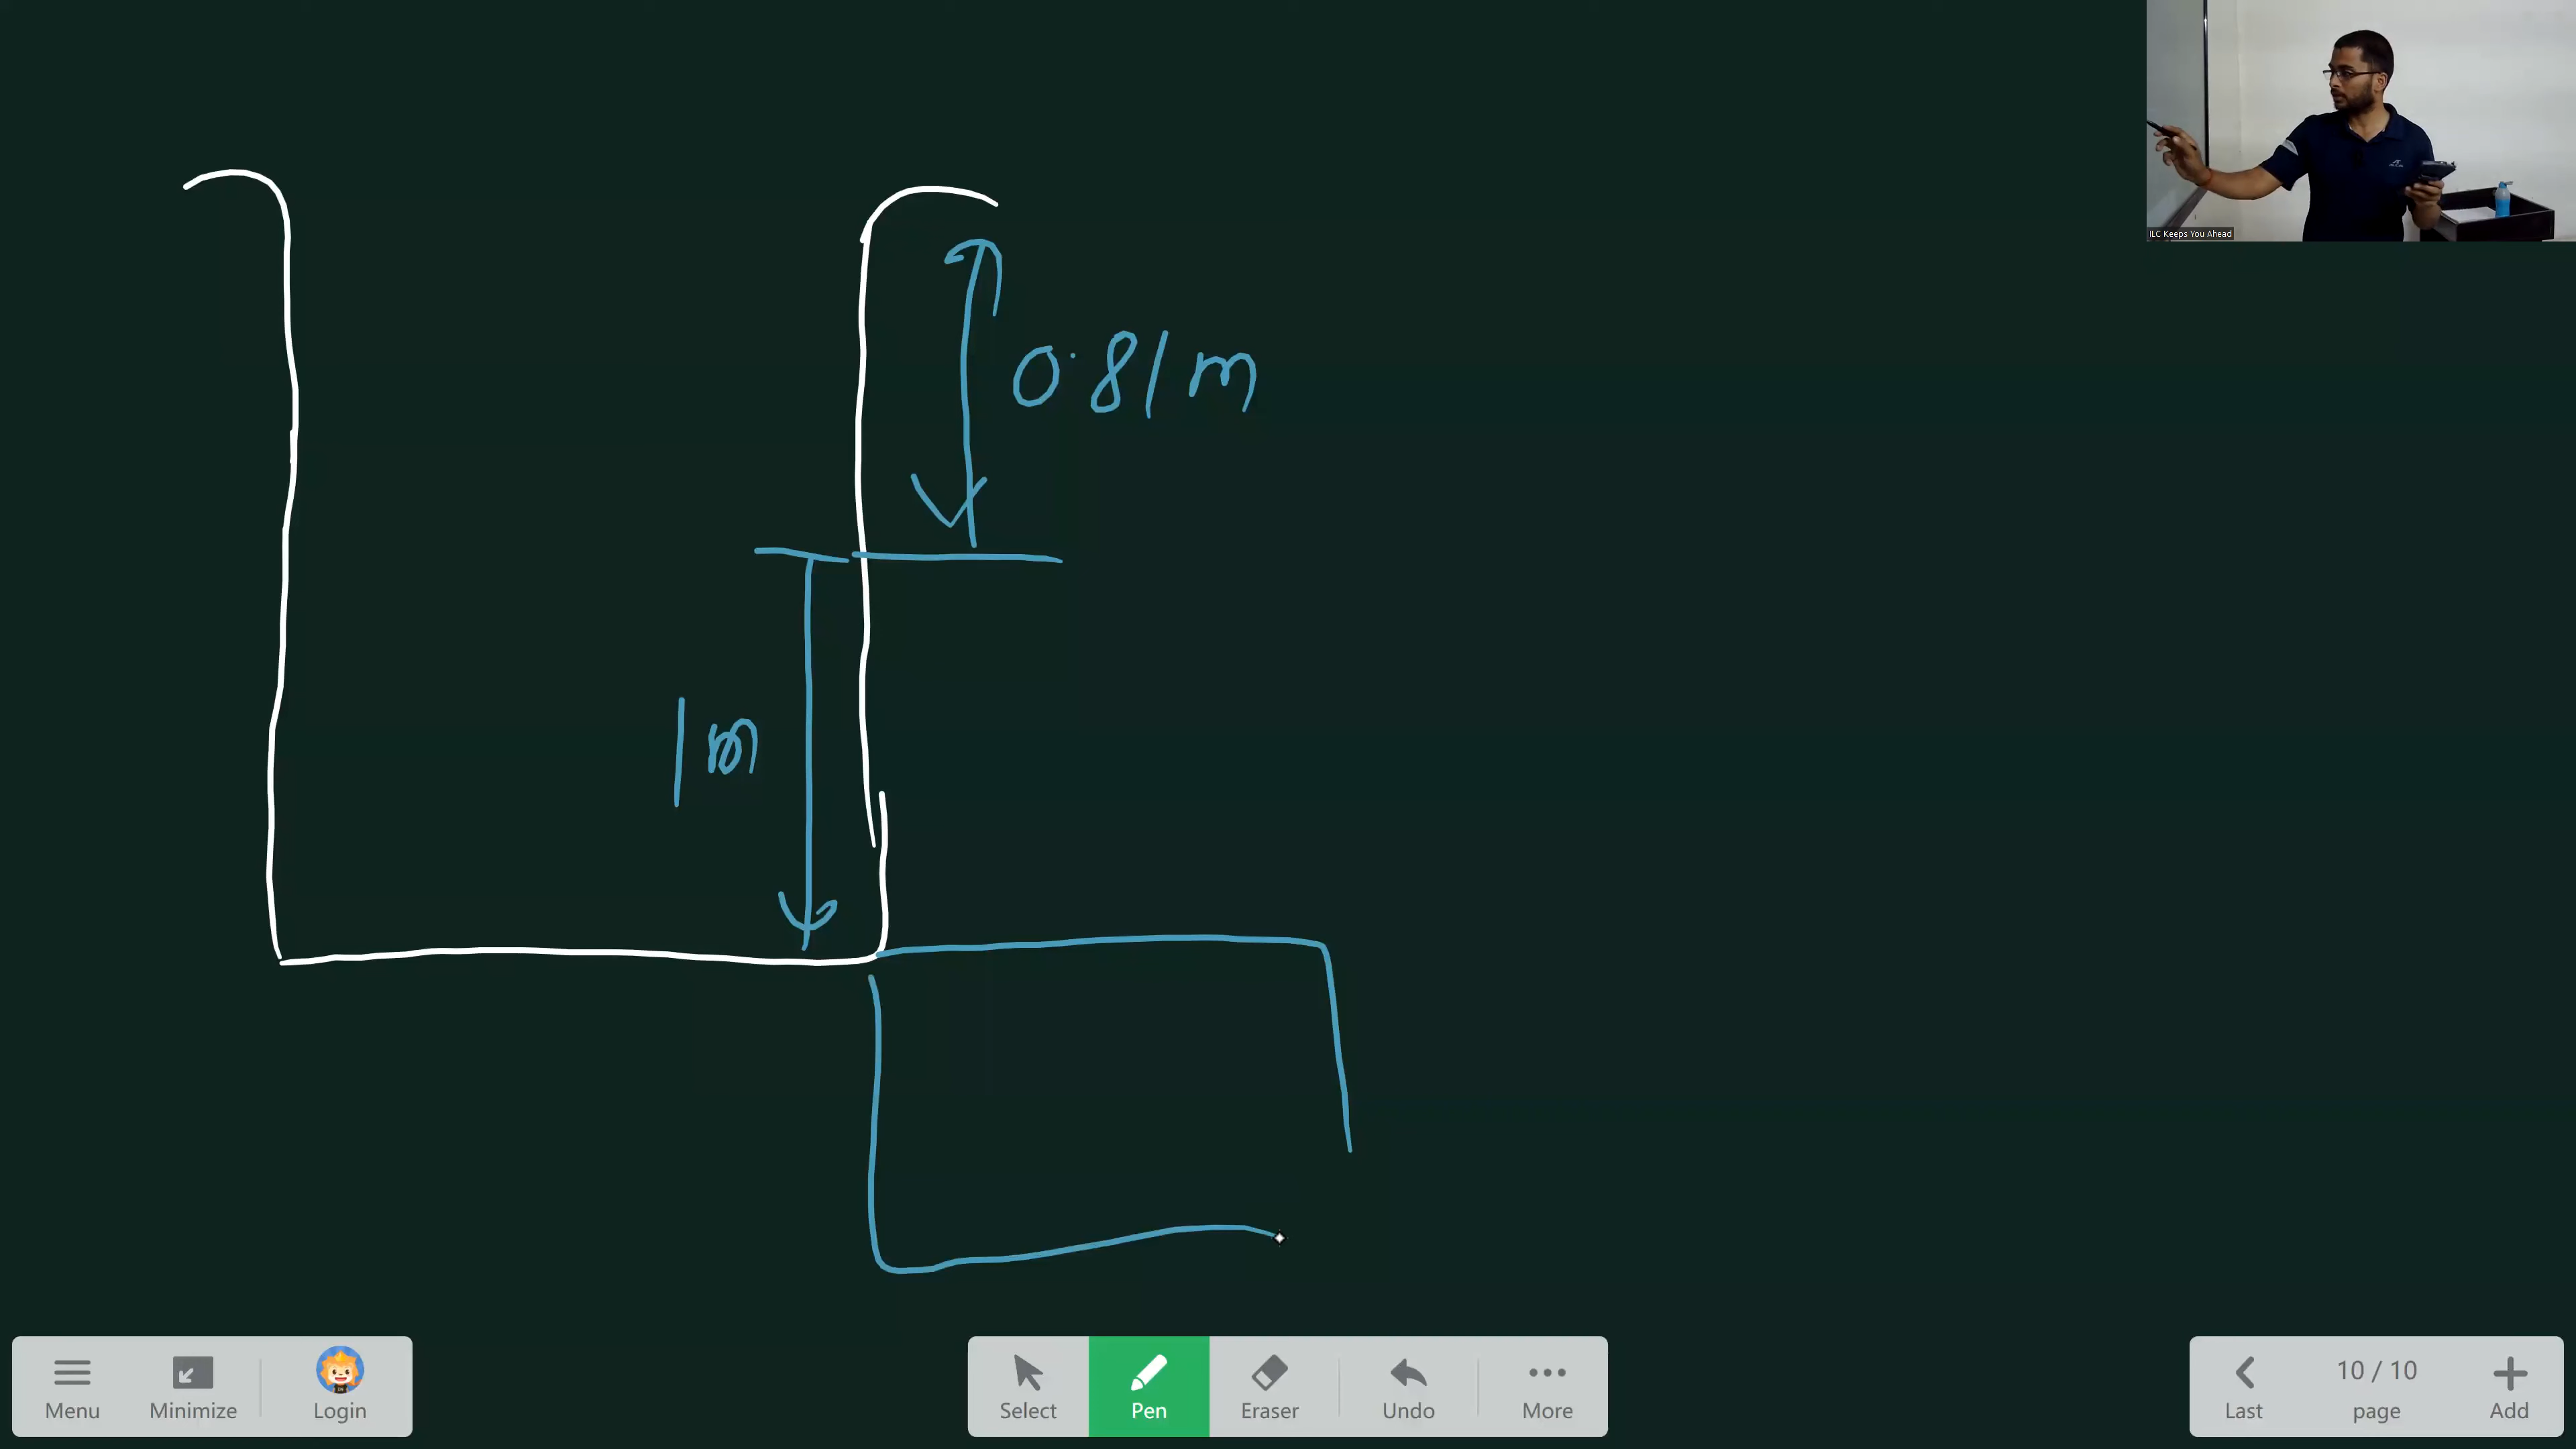 ILC Keeps You Ahead
0.81 m
1m
Menu
Minimize
Login
Select
Pen
Eraser
Undo
More
Last
10 / 10
page
Add